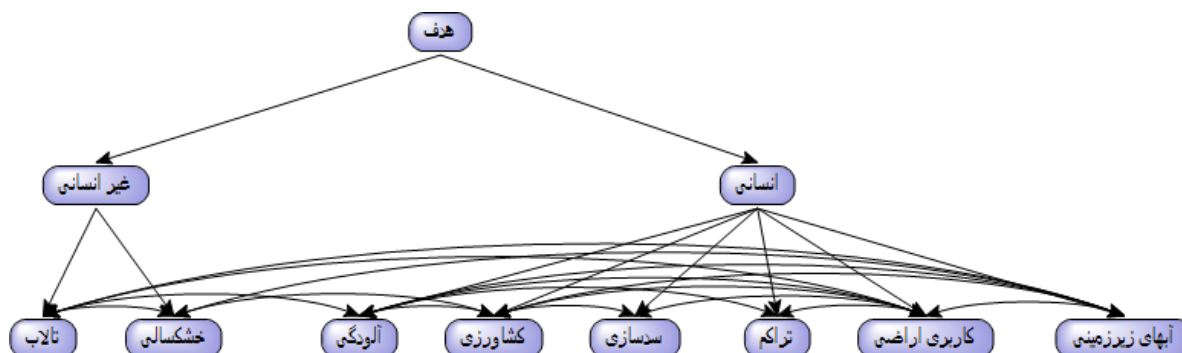 هدف
انسانی
غیر انسانی
آبهای زیرزمینی
کاربری اراضی
تراکم
سدسازی
کشاورزی
آلودگی
خشکسالی
تالاب